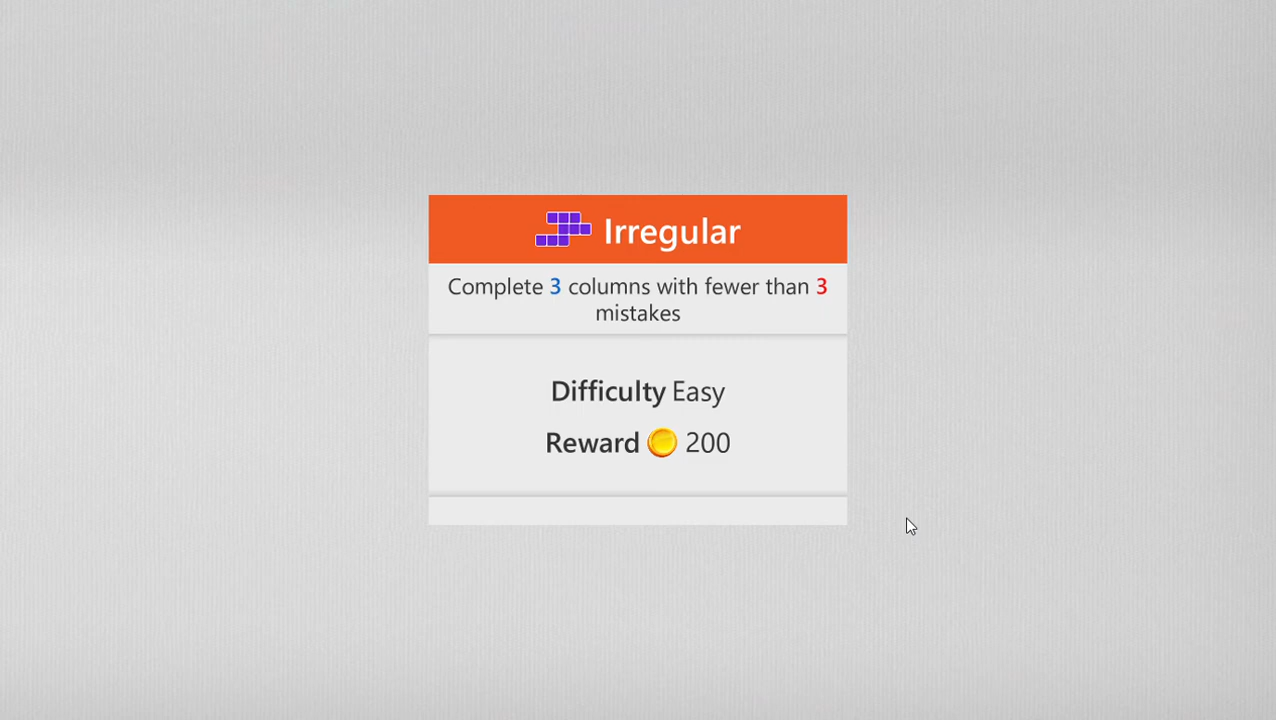 Irregular
Complete 3 columns with fewer than 3
mistakes
Difficulty Easy
Reward 200